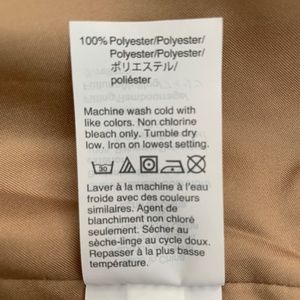 100% Polyester/Polyester/
Polyester/Polyester/
ポリエステル/
poliéster
Machine wash cold with
like colors. Non chlorine
bleach only. Tumble dry
low. Iron on lowest setting.
30
Laver à la machine à l'eau
froide avec des couleurs
similaires. Agent de
blanchiment non chloré
seulement. Sécher au
sèche-linge au cycle doux.
Repasser à la plus basse
température.